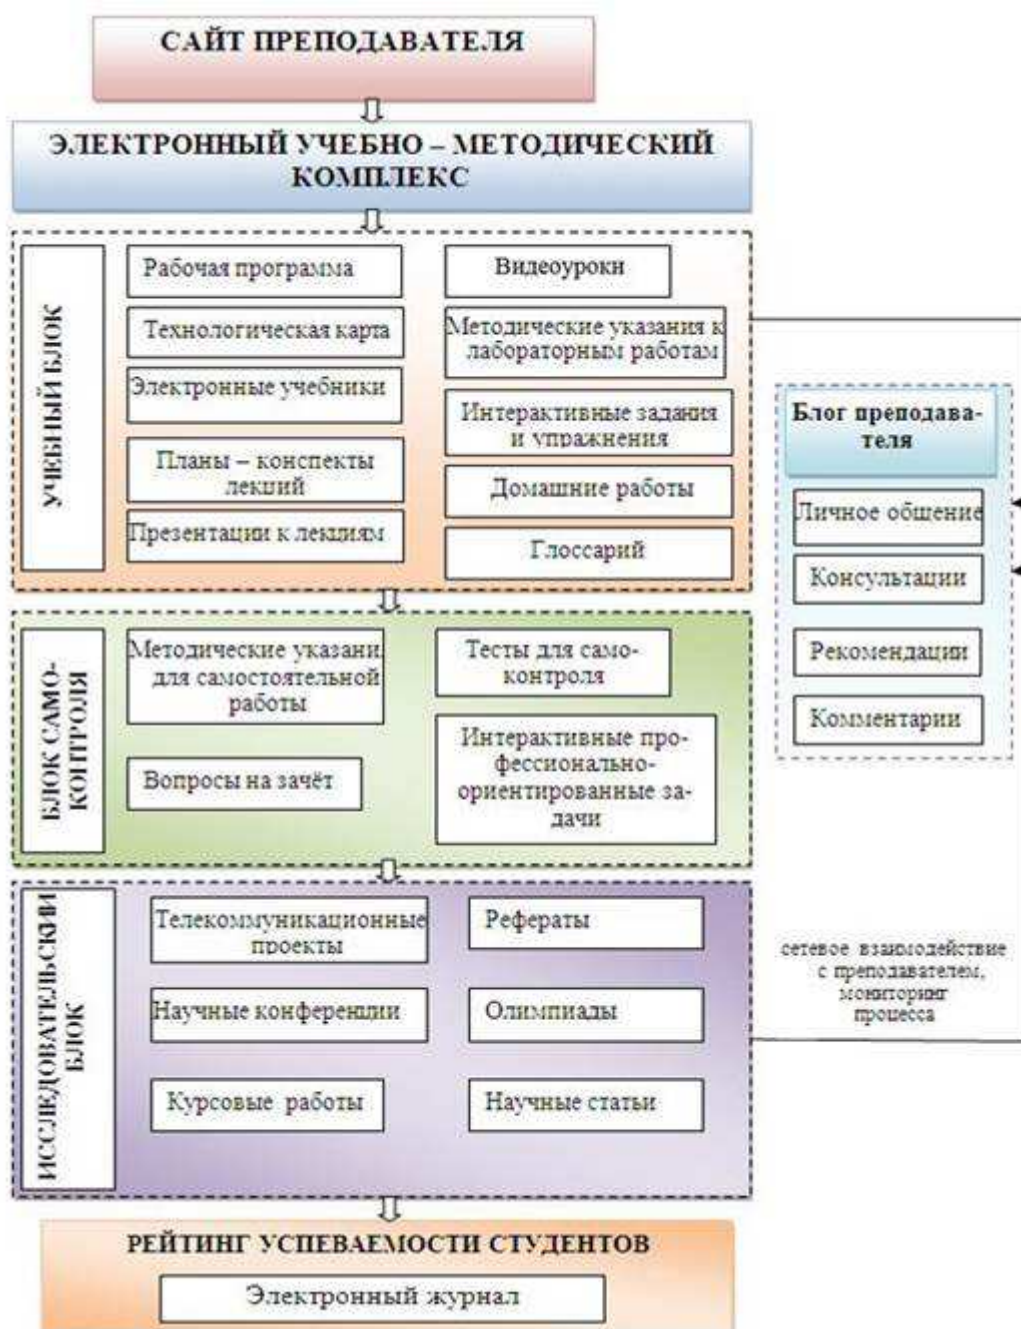 САЙТ ПРЕПОДАВАТЕЛЯ
ЭЛЕКТРОННЫЙ УЧЕБНО – МЕТОДИЧЕСКИЙ
КОМПЛЕКС
УЧЕБНЫЙ БЛОК
Рабочая программа
Технологическая карта
Электронные учебники
Планы – конспекты
лекций
Презентации к лекциям
Видеоуроки
Методические указания к
лабораторным работам
Интерактивные задания
и упражнения
Домашние работы
Глоссарий
Блог преподава-
теля
Личное общение
Консультации
Рекомендации
Комментарии
БЛОК САМО-
КОНТРОЛЯ
Методические указани
для самостоятельной
работы
Вопросы на зачёт
Тесты для само-
контроля
Интерактивные про-
фессионально-
ориентированные за-
дачи
ИССЛЕДОВАТЕЛЬСКИЙ
БЛОК
Телекоммуникационные
проекты
Научные конференции
Курсовые работы
Рефераты
Олимпиады
Научные статьи
сетевое взаимодействие
с преподавателем,
мониторинг
процесса
РЕЙТИНГ УСПЕВАЕМОСТИ СТУДЕНТОВ
Электронный журнал